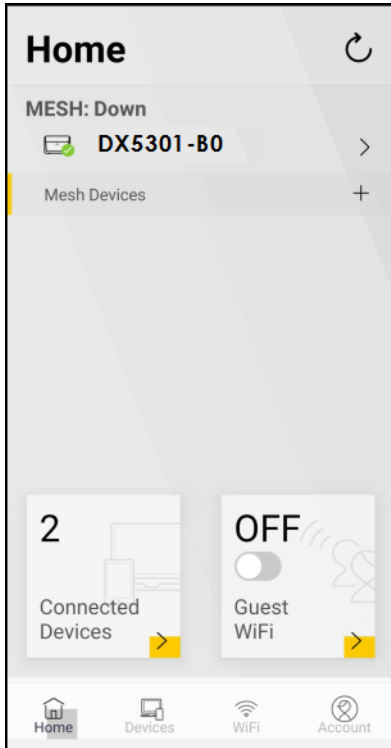 Home
MESH: Down
DX5301-B0
Mesh Devices
2
Connected
Devices
OFF
Guest
WiFi
Home
Devices
WiFi
Account